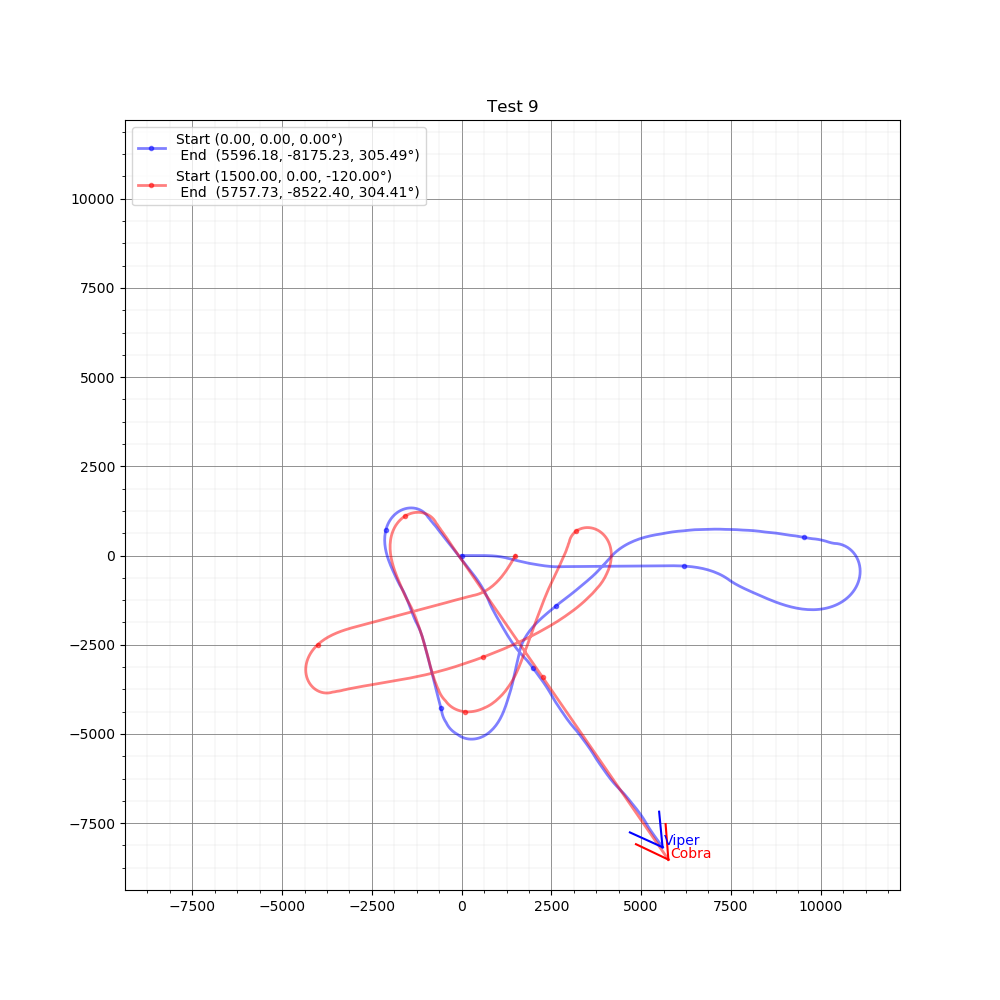 Test 9
Start (0.00, 0.00, 0.00°)
End  (5596.18, -8175.23, 305.49°)
Start (1500.00, 0.00, -120.00°)
End  (5757.73, -8522.40, 304.41°)
10000
7500
5000
2500
0
−2500
−5000
−7500
Viper
Cobra
−7500 −5000 −2500 0 2500 5000 7500 10000